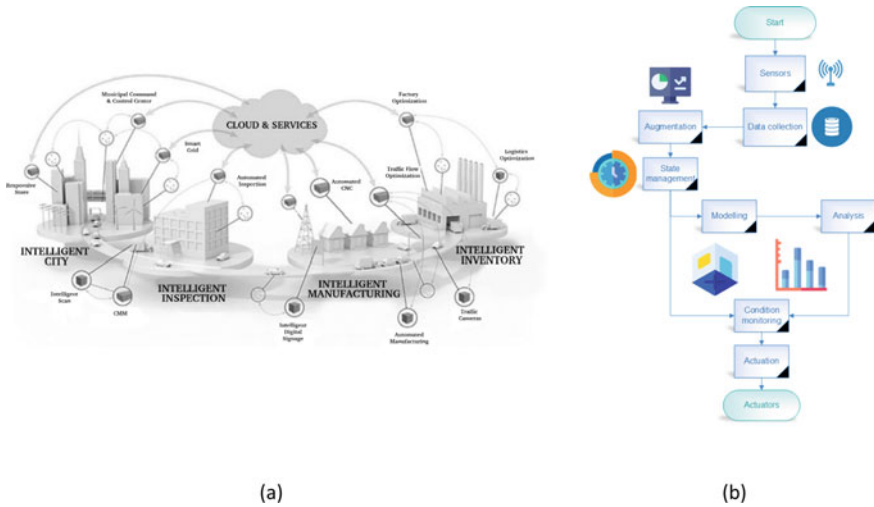 Municipal Command
& Control Center
CLOUD & SERVICES
Factory
Optimization
Smart
Grid
Logistics
Optimization
Responsive
Store
Automated
Inspection
Automated
CNC
Traffic Flow
Optimization
INTELLIGENT
CITY
INTELLIGENT
INSPECTION
INTELLIGENT
MANUFACTURING
INTELLIGENT
INVENTORY
Intelligent
Scan
CMM
Intelligent
Digital
Signage
Automated
Manufacturing
Traffic
Cameras
(a)
Start
Sensors
Augmentation
Data collection
State
management
Modelling
Analysis
Condition
monitoring
Actuation
Actuators
(b)